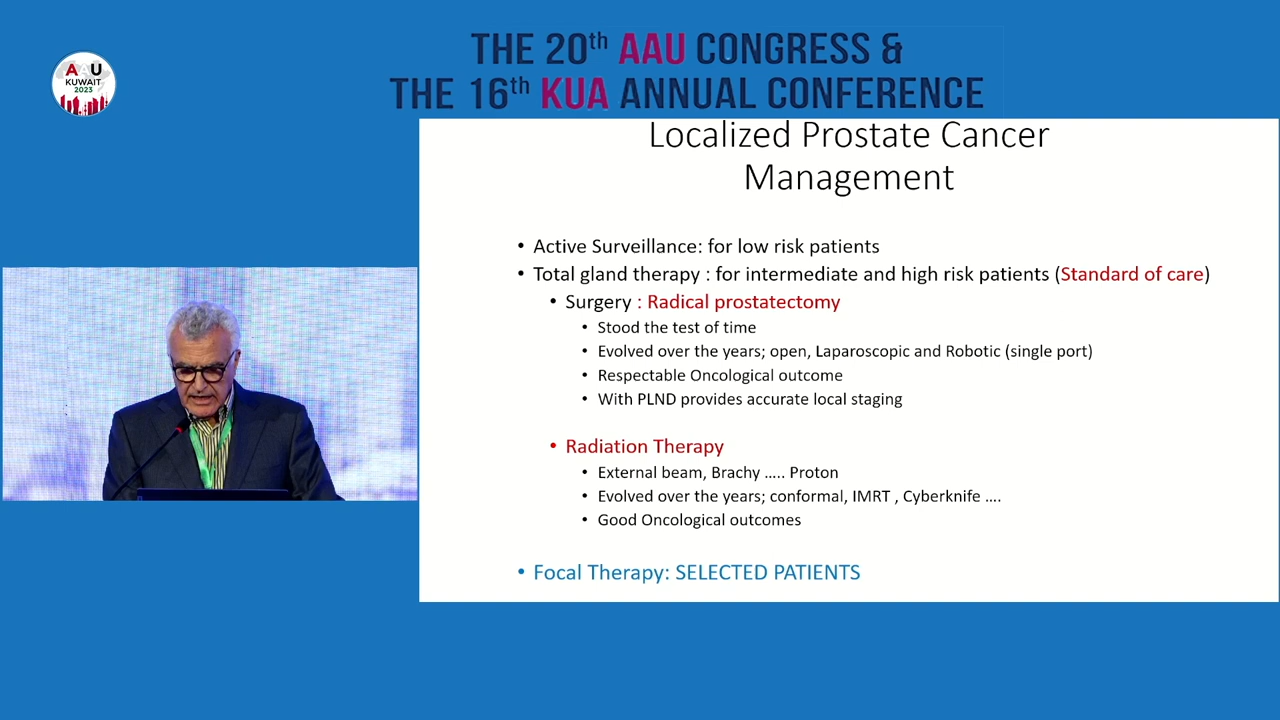 AAU
KUWAIT
2023
THE 20th AAU CONGRESS &
THE 16th KUA ANNUAL CONFERENCE
Localized Prostate Cancer
Management
• Active Surveillance: for low risk patients
• Total gland therapy : for intermediate and high risk patients (Standard of care)
• Surgery : Radical prostatectomy
• Stood the test of time
• Evolved over the years; open, Laparoscopic and Robotic (single port)
• Respectable Oncological outcome
• With PLND provides accurate local staging
• Radiation Therapy
• External beam, Brachy ..... Proton
• Evolved over the years; conformal, IMRT , Cyberknife ....
• Good Oncological outcomes
• Focal Therapy: SELECTED PATIENTS